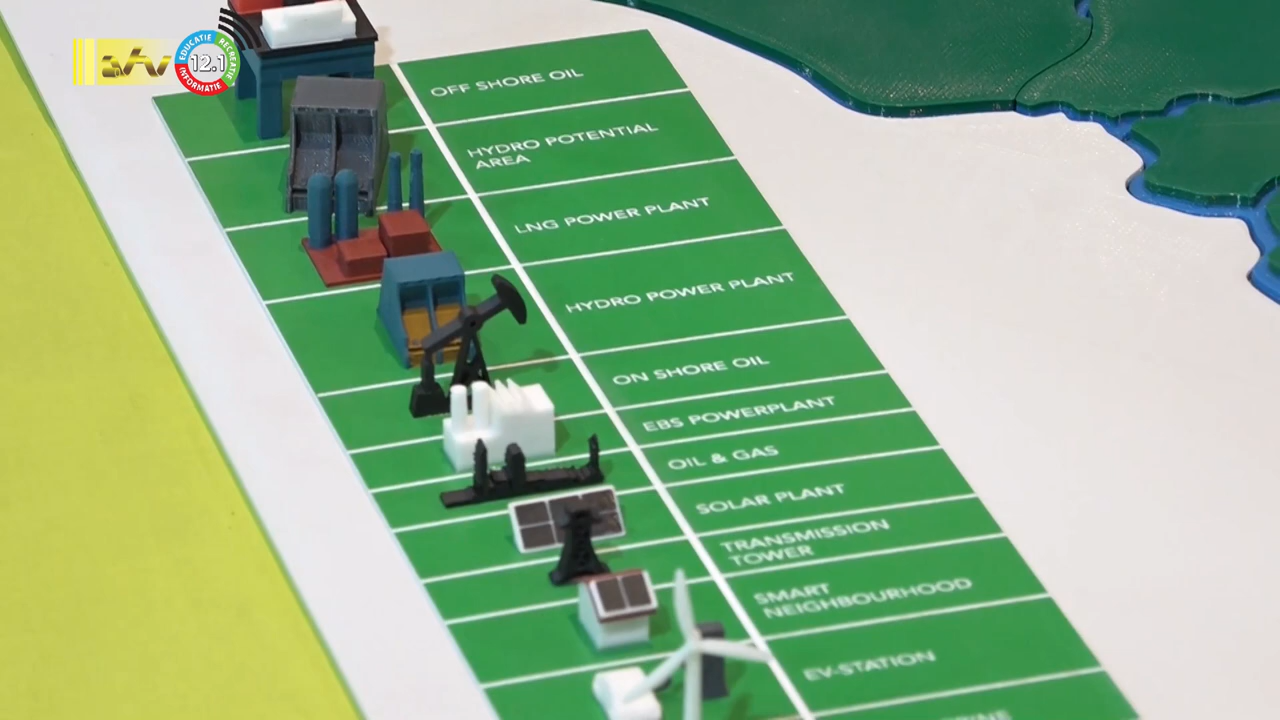 atv
EDUCATIE
RECREATIE
INFORMATIE
12.1
OFF SHORE OIL
HYDRO POTENTIAL
AREA
LNG POWER PLANT
HYDRO POWER PLANT
ON SHORE OIL
EBS POWERPLANT
OIL & GAS
SOLAR PLANT
TRANSMISSION
TOWER
SMART
NEIGHBOURHOOD
EV-STATION